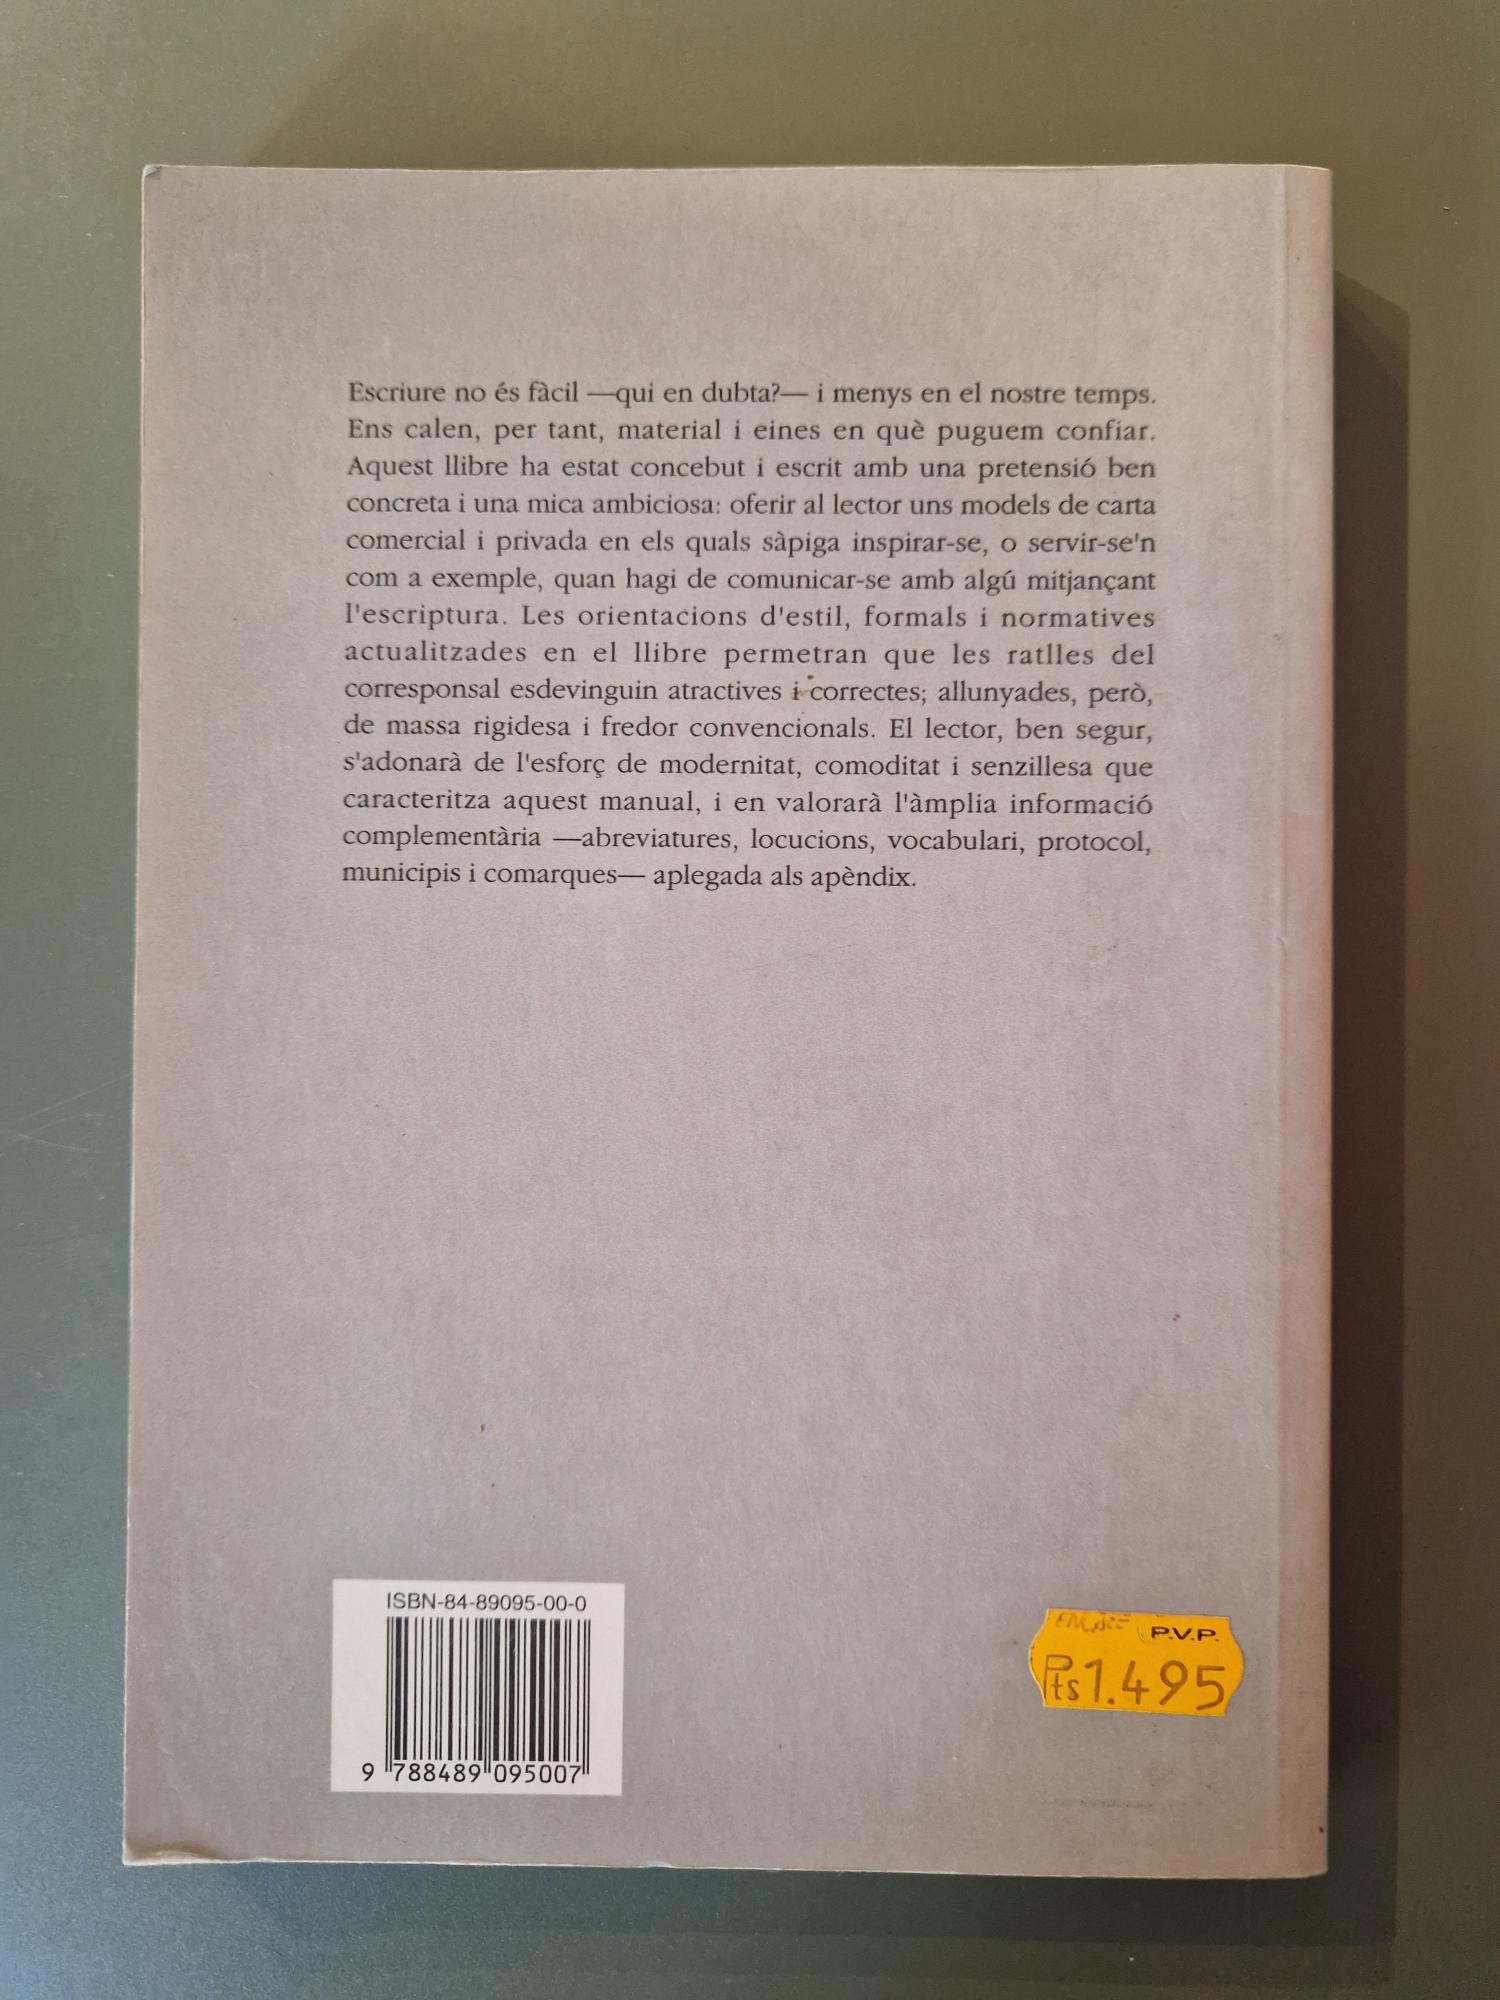 Escriure no és fàcil —qui en dubta?— i menys en el nostre temps.
Ens calen, per tant, material i eines en què puguem confiar.
Aquest llibre ha estat concebut i escrit amb una pretensió ben
concreta i una mica ambiciosa: oferir al lector uns models de carta
comercial i privada en els quals sàpiga inspirar-se, o servir-se'n
com a exemple, quan hagi de comunicar-se amb algú mitjançant
l'escriptura. Les orientacions d'estil, formals i normatives
actualitzades en el llibre permetran que les ratlles del
corresponsal esdevinguin atractives i correctes; allunyades, però,
de massa rigidesa i fredor convencionals. El lector, ben segur,
s'adonarà de l'esforç de modernitat, comoditat i senzillesa que
caracteritza aquest manual, i en valorarà l'àmplia informació
complementària —abreviatures, locucions, vocabulari, protocol,
municipis i comarques— aplegada als apèndix.
ISBN-84-89095-00-0
9 788489 095007
P.V.P.
Pts 1.495